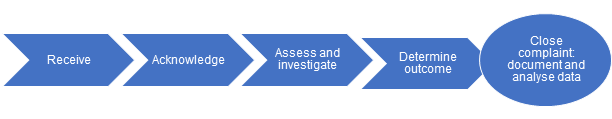 Receive
Acknowledge
Assess and
investigate
Determine
outcome
Close
complaint:
document and
analyse data